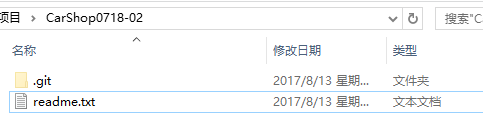 项目 › CarShop0718-02 搜索"Ca
名称 修改日期 类型
.git 2017/8/13 星期... 文件夹
readme.txt 2017/8/13 星期... 文本文档